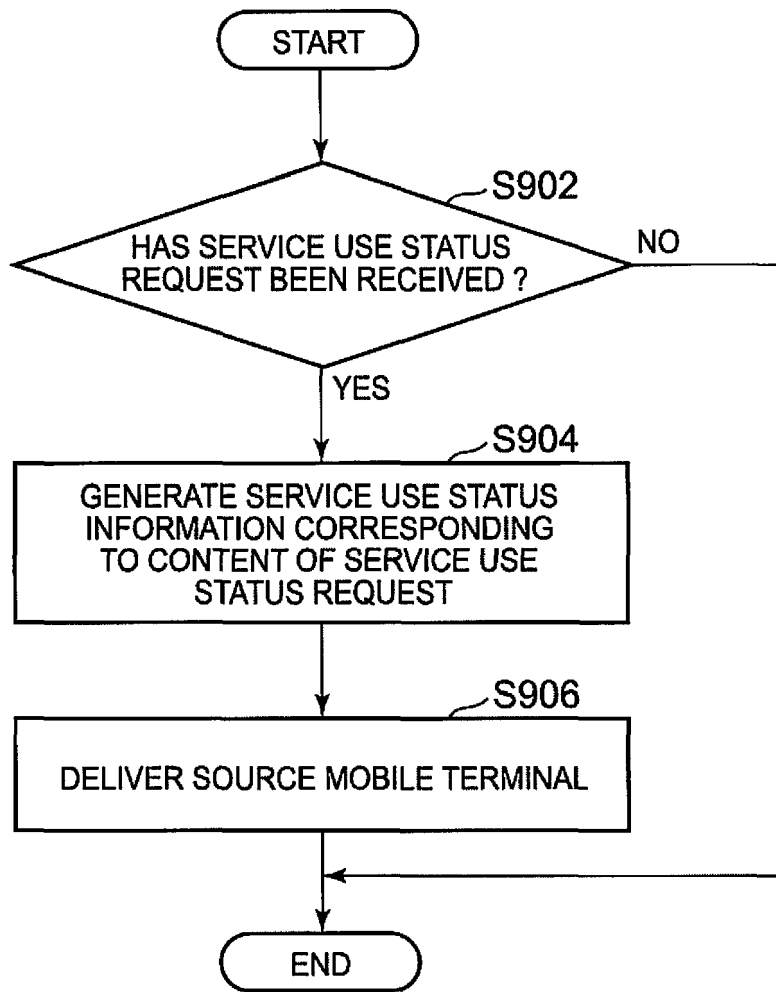 START
S902
HAS SERVICE USE STATUS
REQUEST BEEN RECEIVED ?
NO
YES
S904
GENERATE SERVICE USE STATUS
INFORMATION CORRESPONDING
TO CONTENT OF SERVICE USE
STATUS REQUEST
S906
DELIVER SOURCE MOBILE TERMINAL
END